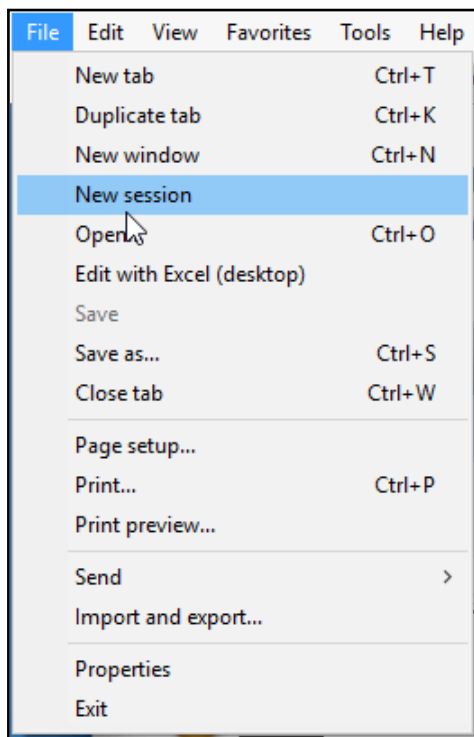 File Edit View Favorites Tools Help
New tab Ctrl+T
Duplicate tab Ctrl+K
New window Ctrl+N
New session
Open... Ctrl+O
Edit with Excel (desktop)
Save
Save as... Ctrl+S
Close tab Ctrl+W
Page setup...
Print... Ctrl+P
Print preview...
Send >
Import and export...
Properties
Exit